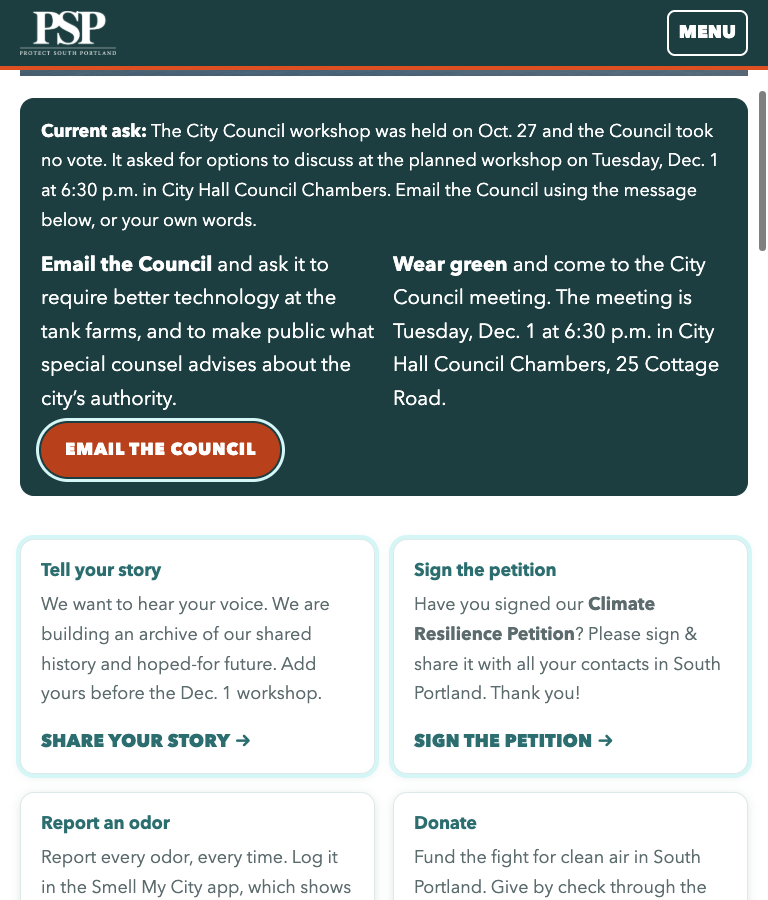 PSP
PROTECT SOUTH PORTLAND
MENU
Current ask: The City Council workshop was held on Oct. 27 and the Council took
no vote. It asked for options to discuss at the planned workshop on Tuesday, Dec. 1
at 6:30 p.m. in City Hall Council Chambers. Email the Council using the message
below, or your own words.
Email the Council and ask it to
require better technology at the
tank farms, and to make public what
special counsel advises about the
city’s authority.
EMAIL THE COUNCIL
Wear green and come to the City
Council meeting. The meeting is
Tuesday, Dec. 1 at 6:30 p.m. in City
Hall Council Chambers, 25 Cottage
Road.
Tell your story
We want to hear your voice. We are
building an archive of our shared
history and hoped-for future. Add
yours before the Dec. 1 workshop.
SHARE YOUR STORY →
Sign the petition
Have you signed our Climate
Resilience Petition? Please sign &
share it with all your contacts in South
Portland. Thank you!
SIGN THE PETITION →
Report an odor
Report every odor, every time. Log it
in the Smell My City app, which shows
Donate
Fund the fight for clean air in South
Portland. Give by check through the